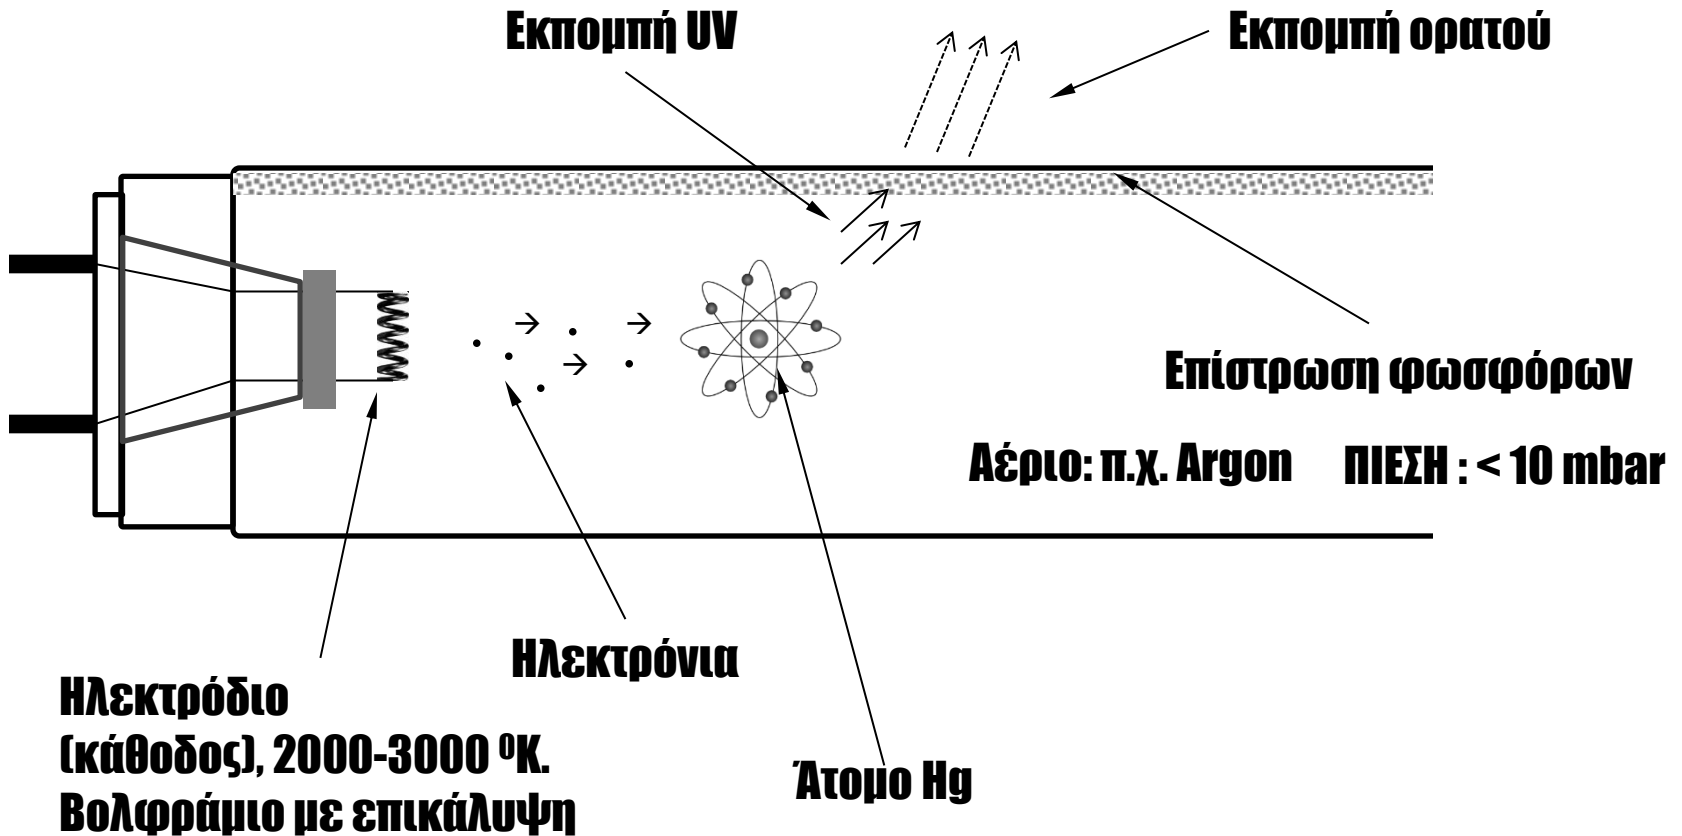 Εκπομπή UV
Εκπομπή ορατού
Επίστρωση φωσφόρων
Αέριο: π.χ. Argon
ΠΙΕΣΗ : < 10 mbar
Ηλεκτρόνια
Ηλεκτρόδιο
(κάθοδος), 2000-3000 ⁰K.
Βολφράμιο με επικάλυψη
Άτομο Hg